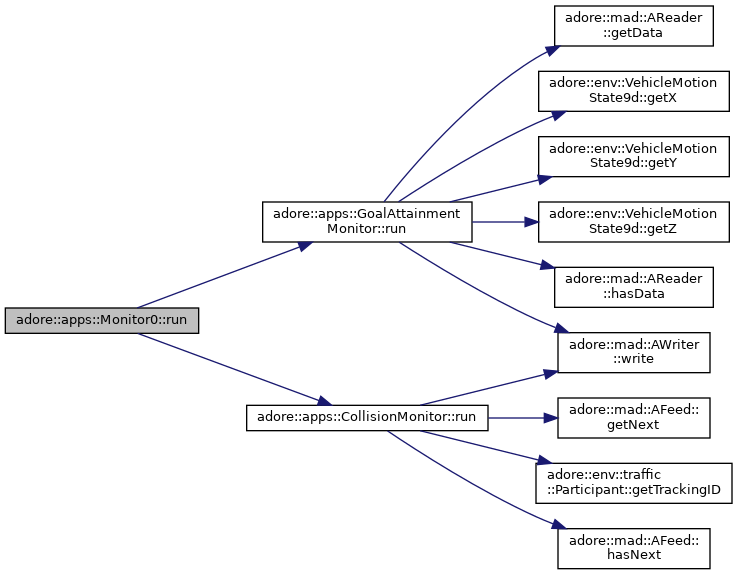 adore::mad::AReader
::getData
adore::env::VehicleMotion
State9d::getX
adore::env::VehicleMotion
State9d::getY
adore::apps::GoalAttainment
Monitor::run
adore::env::VehicleMotion
State9d::getZ
adore::mad::AReader
::hasData
adore::apps::Monitor0::run
adore::mad::AWriter
::write
adore::apps::CollisionMonitor::run
adore::mad::AFeed::
getNext
adore::env::traffic
::Participant::getTrackingID
adore::mad::AFeed::
hasNext